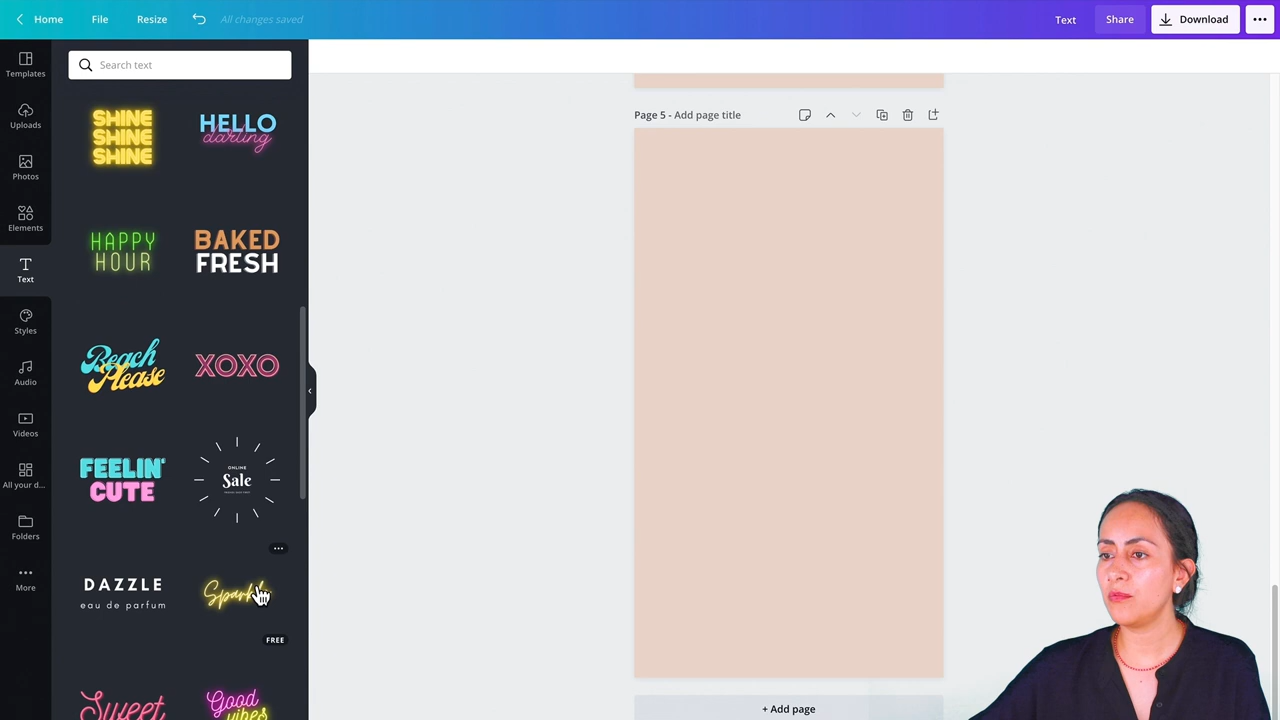 Home File Resize All changes saved Text Share Download
Templates
Uploads
Photos
Elements
Text
Styles
Audio
Videos
All your d...
Folders
More
Search text
SHINE
SHINE
SHINE
HELLO
darling
HAPPY
HOUR
BAKED
FRESH
Beach
Please
XOXO
FEELIN'
CUTE
ONLINE
Sale
DAZZLE
eau de parfum
Sparkle
FREE
Sweet
Good
vibes
Page 5 - Add page title
+ Add page